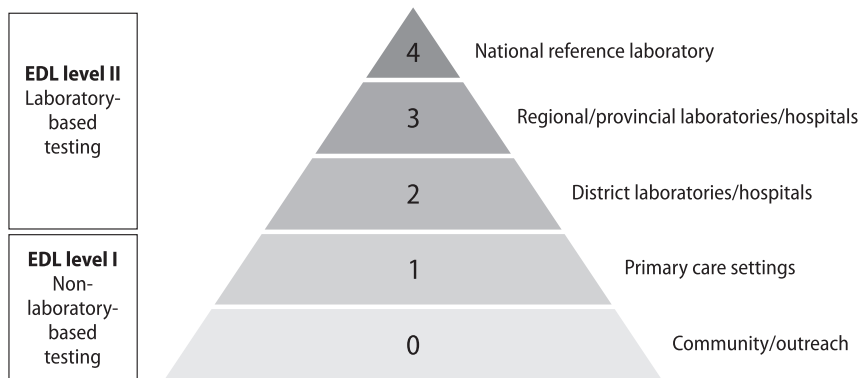 EDL level II
Laboratory-
based
testing
4
National reference laboratory
3
Regional/provincial laboratories/hospitals
2
District laboratories/hospitals
EDL level I
Non-
laboratory-
based
testing
1
Primary care settings
0
Community/outreach